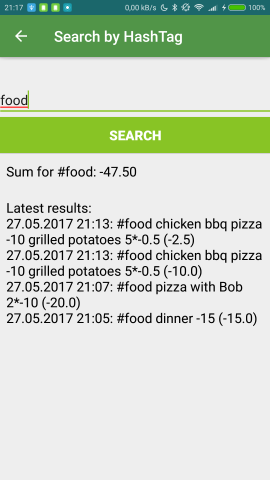 21:17 0,00 kB/s 100%
Search by HashTag
food
SEARCH
Sum for #food: -47.50
Latest results:
27.05.2017 21:13: #food chicken bbq pizza
-10 grilled potatoes 5*-0.5 (-2.5)
27.05.2017 21:13: #food chicken bbq pizza
-10 grilled potatoes 5*-0.5 (-10.0)
27.05.2017 21:07: #food pizza with Bob
2*-10 (-20.0)
27.05.2017 21:05: #food dinner -15 (-15.0)